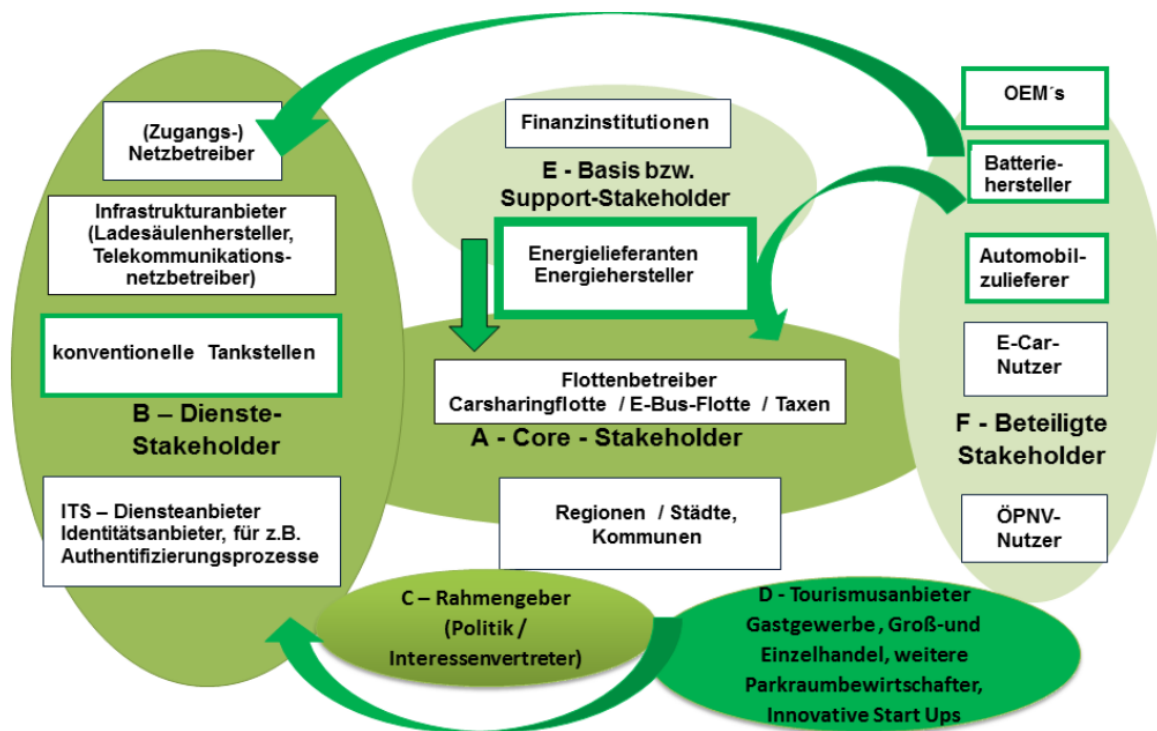 (Zugangs-)
Netzbetreiber
Infrastrukturanbieter
(Ladesäulenhersteller,
Telekommunikations-
netzbetreiber)
konventionelle Tankstellen
B – Dienste-
Stakeholder
ITS – Diensteanbieter
Identitätsanbieter, für z.B.
Authentifizierungsprozesse
Finanzinstitutionen
E - Basis bzw.
Support-Stakeholder
Energielieferanten
Energiehersteller
Flottenbetreiber
Carsharingflotte / E-Bus-Flotte / Taxen
A - Core - Stakeholder
Regionen / Städte,
Kommunen
C – Rahmengeber
(Politik /
Interessenvertreter)
D - Tourismusanbieter
Gastgewerbe, Groß-und
Einzelhandel, weitere
Parkraumbewirtschafter,
Innovative Start Ups
OEM´s
Batterie-
hersteller
Automobil-
zulieferer
E-Car-
Nutzer
F - Beteiligte
Stakeholder
ÖPNV-
Nutzer